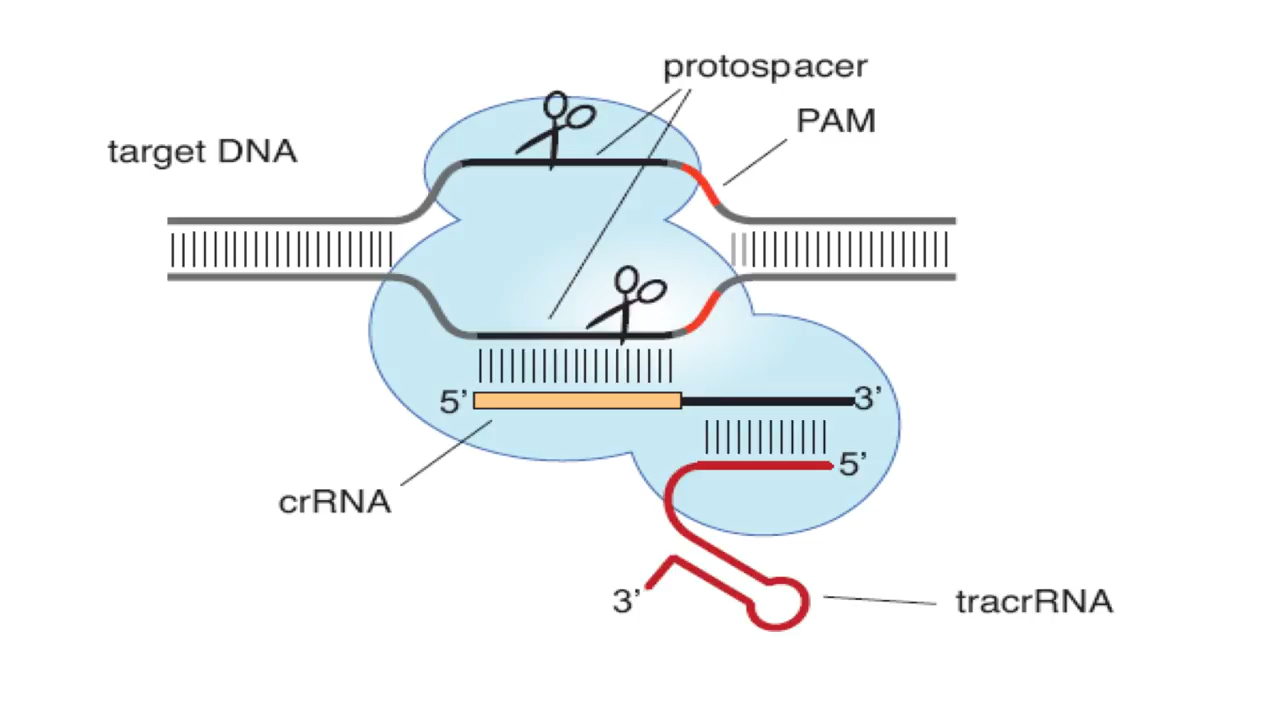 protospacer
PAM
target DNA
5’
3’
5’
crRNA
3’
tracrRNA